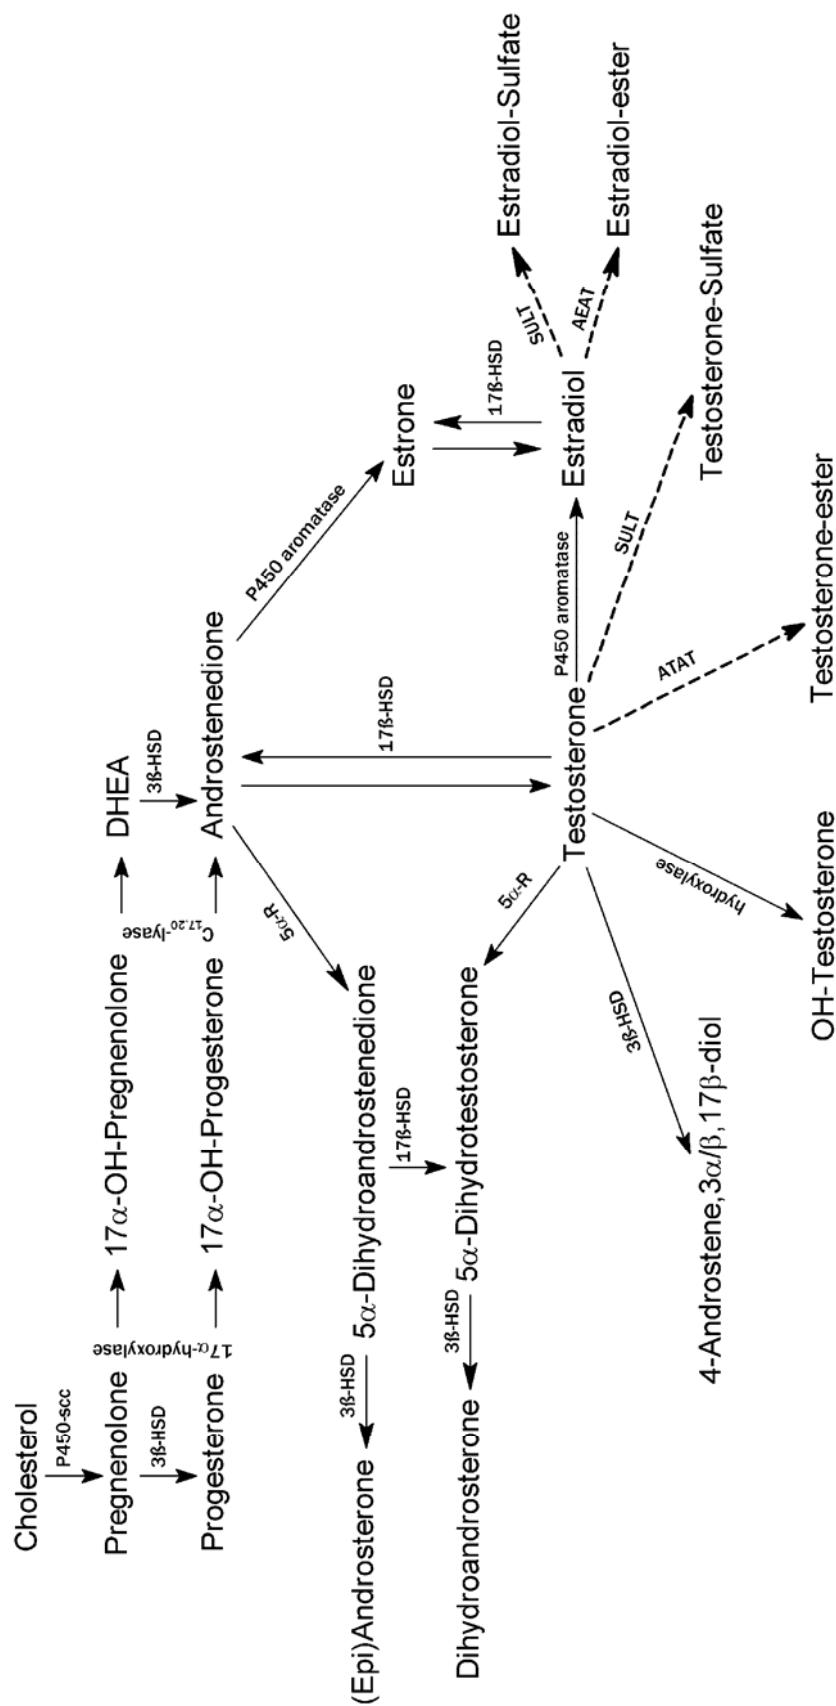 Cholesterol
P450-scc
Pregnenolone
17α-hydroxylase
17α-OH-Pregnenolone
C17,20-lyase
DHEA
3ß-HSD
3ß-HSD
Progesterone
17α-OH-Progesterone
Androstenedione
5α-R
P450 aromatase
(Epi)Androsterone
3ß-HSD
5α-Dihydroandrostenedione
Estrone
17ß-HSD
17ß-HSD
17ß-HSD
SULT
Estradiol-Sulfate
Dihydroandrosterone
3ß-HSD
5α-Dihydrotestosterone
5α-R
Testosterone
P450 aromatase
Estradiol
AEAT
Estradiol-ester
3ß-HSD
hydroxylase
ATAT
SULT
4-Androstene,3α/β,17β-diol
Testosterone-Sulfate
OH-Testosterone
Testosterone-ester